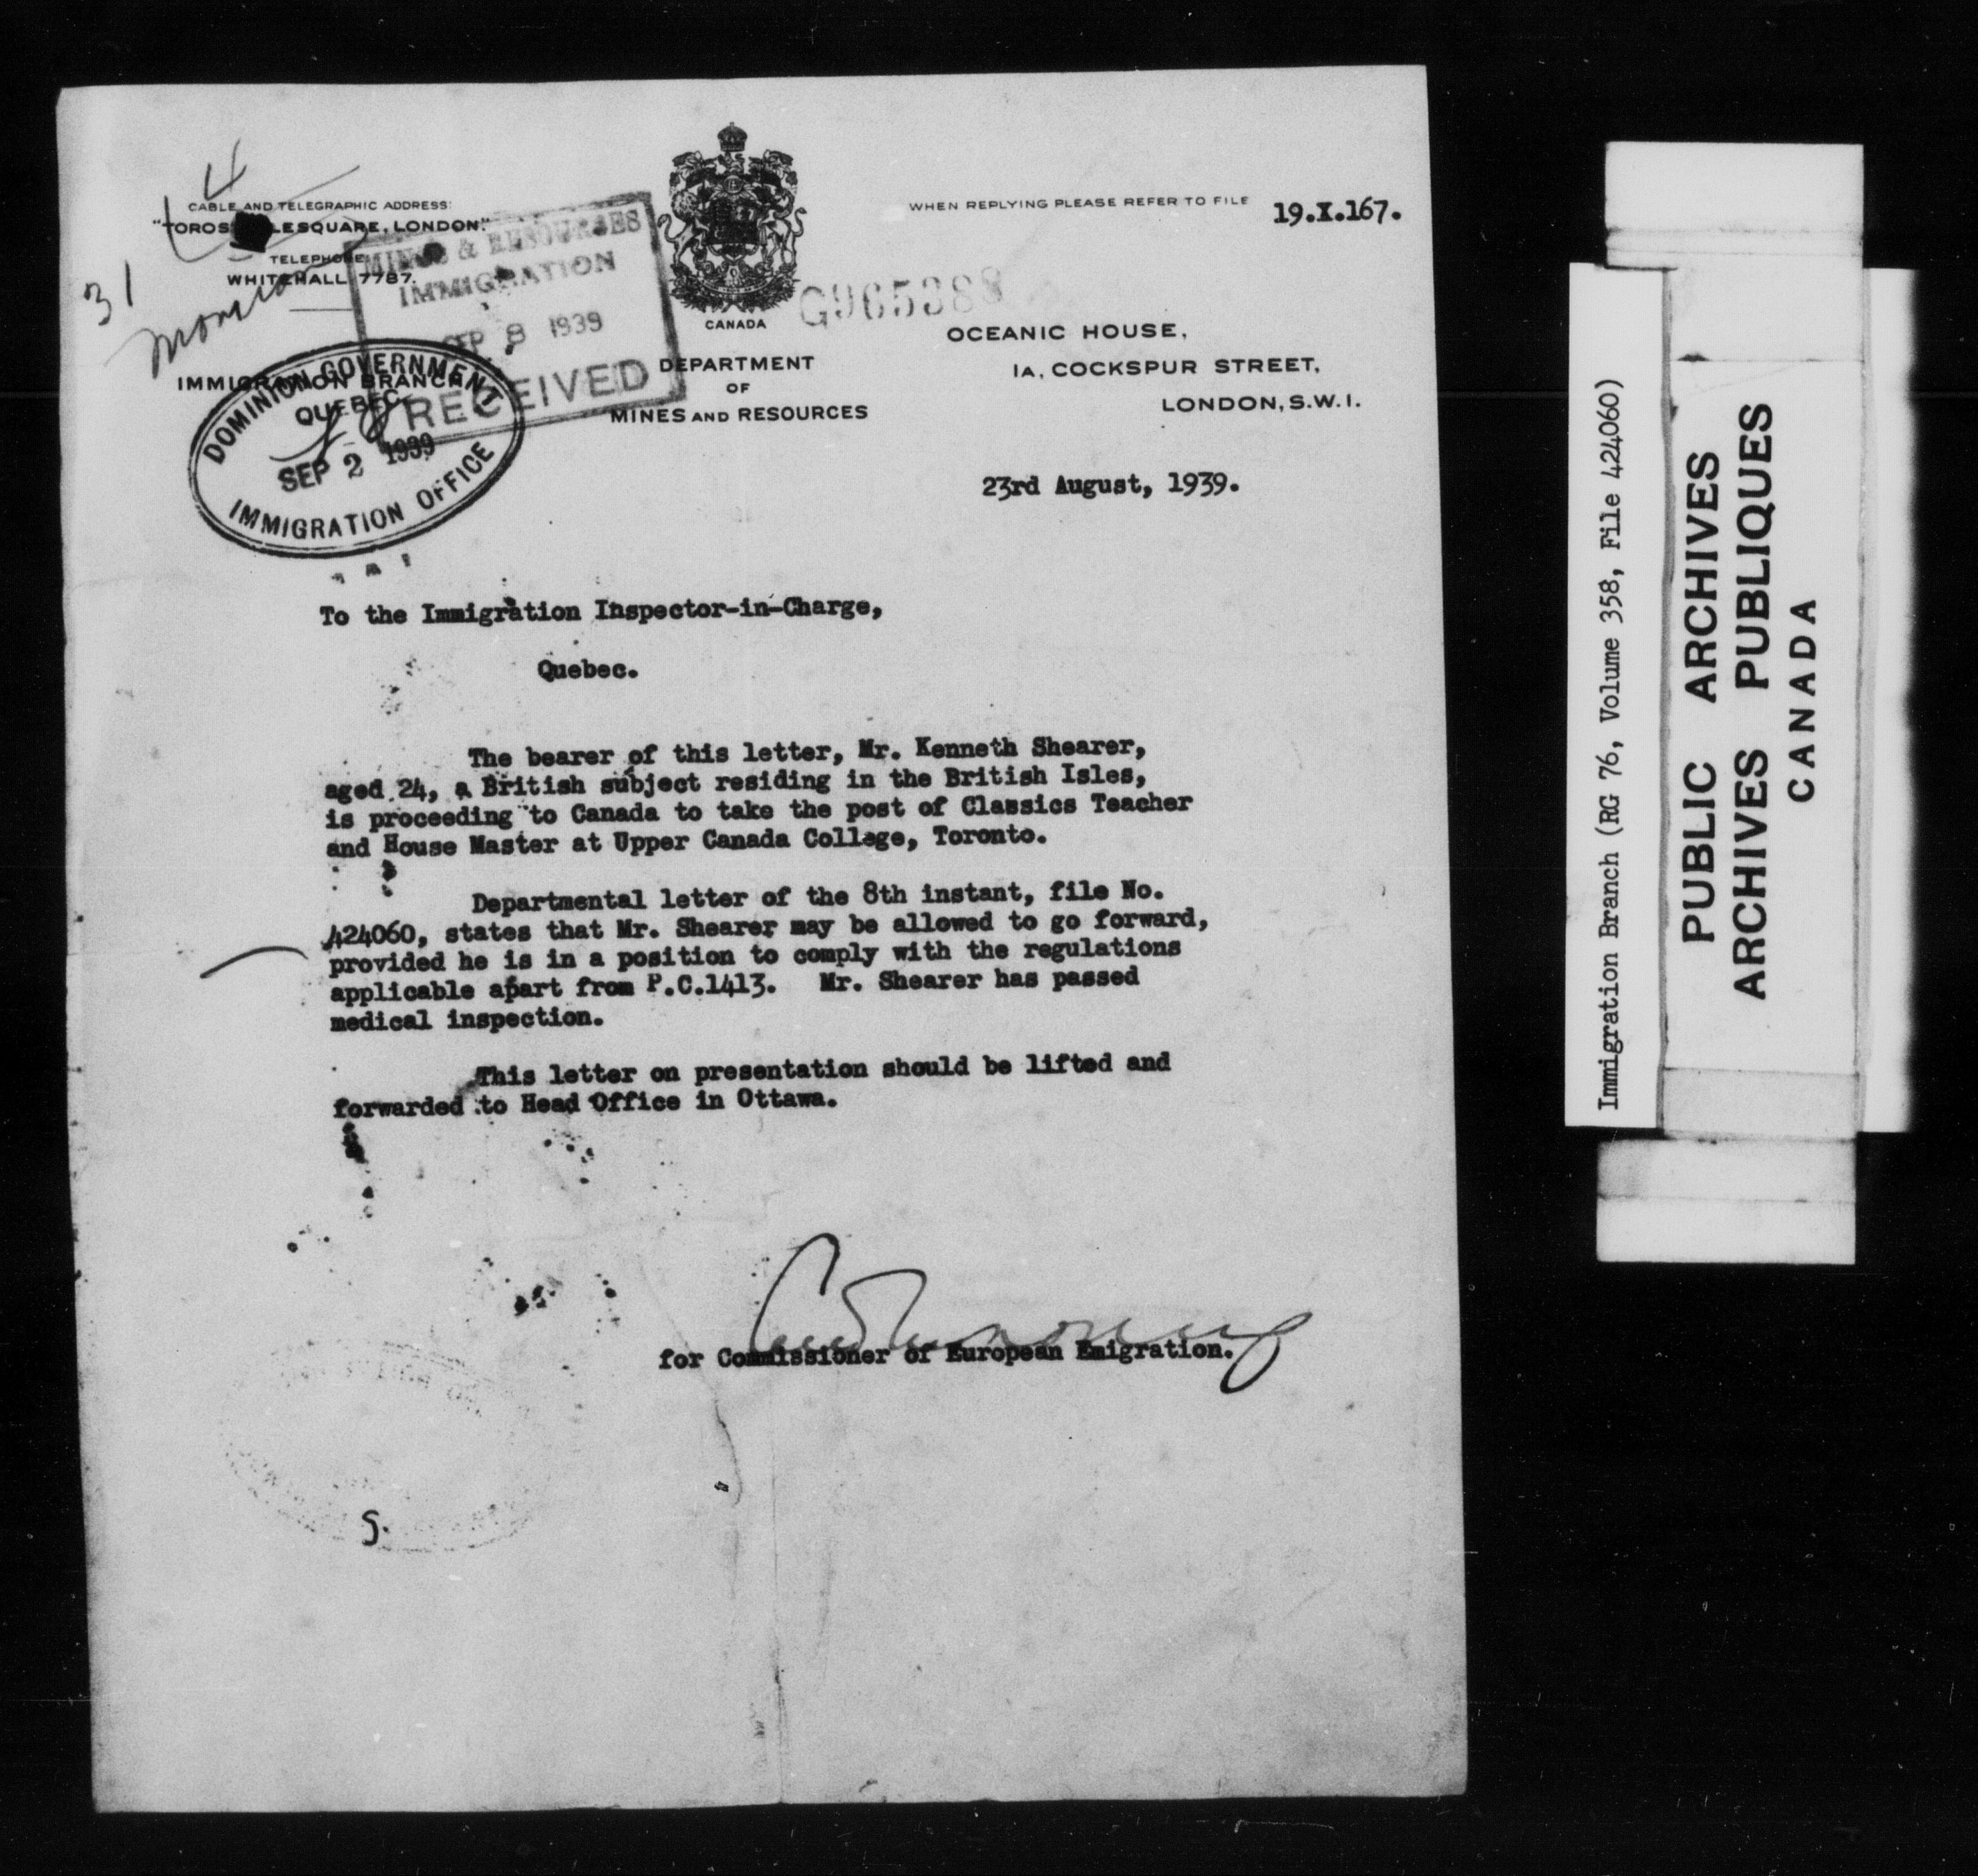 4
CABLE AND TELEGRAPHIC ADDRESS:
LESQUARE, LONDON."
TELEPHONE
WHITEHALL 7787.
31
MINES & RESOURSES
IMMIGRATION
SEP 8 1939
RECEIVED
CANADA
DEPARTMENT
OF
MINES AND RESOURCES
WHEN REPLYING PLEASE REFER TO FILE 19.X.167.
G965388
OCEANIC HOUSE,
1A, COCKSPUR STREET,
LONDON, S.W.1.
IMMIGRATION BRANCH
DOMINION GOVERNMENT
QUEBEC
SEP 2 1939
IMMIGRATION OFFICE
23rd August, 1939.
To the Immigration Inspector-in-Charge,
Quebec.
The bearer of this letter, Mr. Kenneth Shearer,
aged 24, a British subject residing in the British Isles,
is proceeding to Canada to take the post of Classics Teacher
and House Master at Upper Canada College, Toronto.
Departmental letter of the 8th instant, file No.
424060, states that Mr. Shearer may be allowed to go forward,
provided he is in a position to comply with the regulations
applicable apart from P.C.1413. Mr. Shearer has passed
medical inspection.
This letter on presentation should be lifted and
forwarded to Head Office in Ottawa.
for Commissioner of European Emigration.
S.
Immigration Branch (RG 76, Volume 358, File 424060)
PUBLIC ARCHIVES
ARCHIVES PUBLIQUES
CANADA